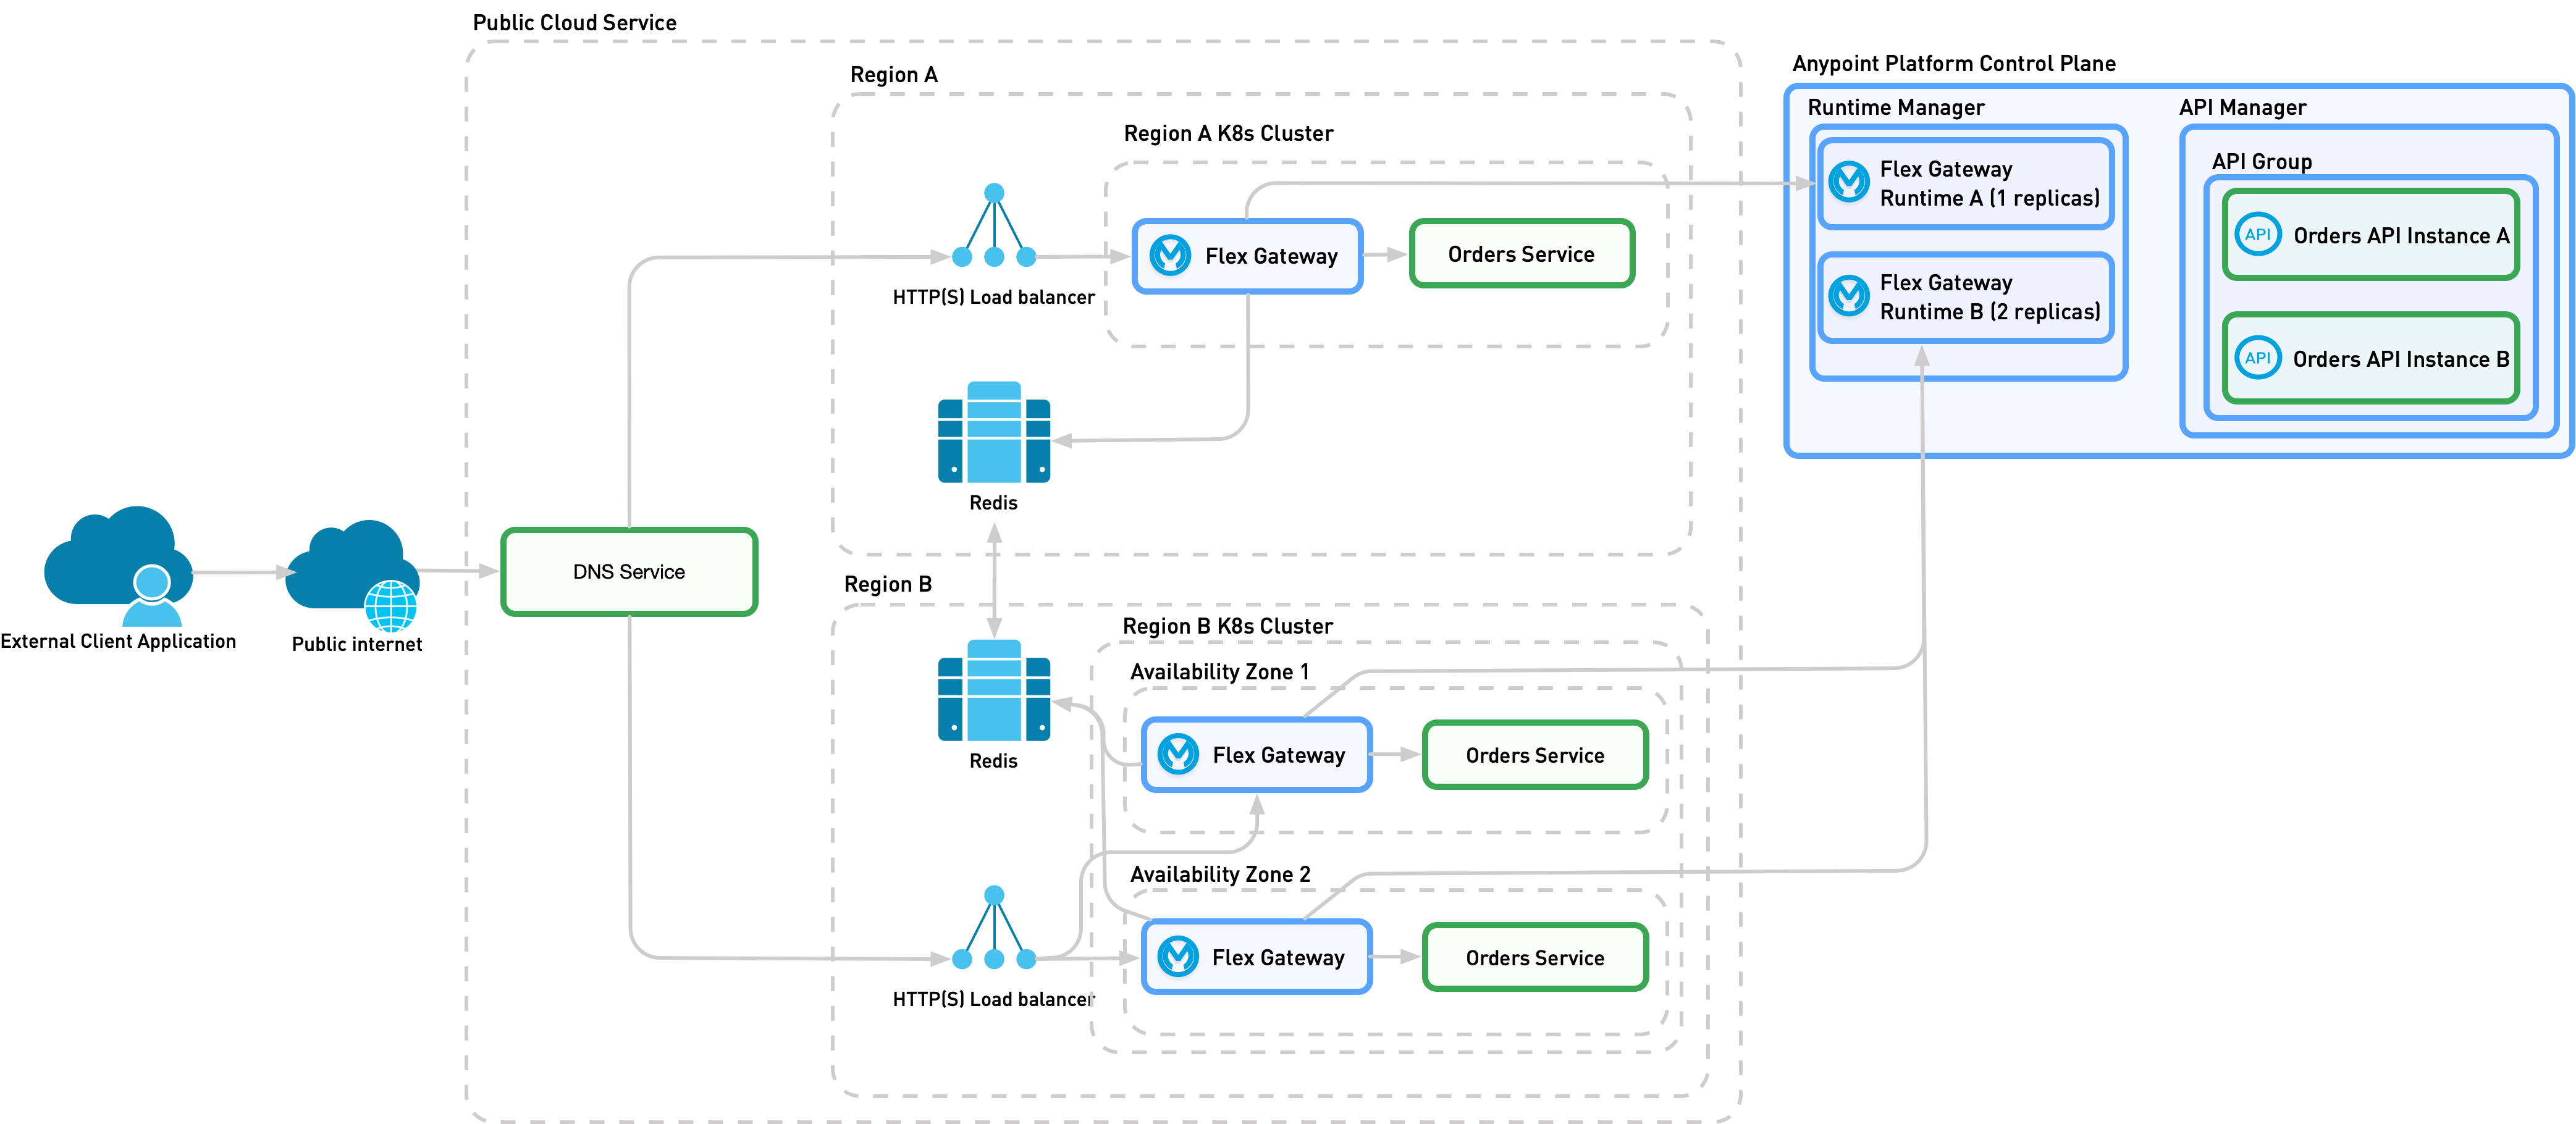 Public Cloud Service
Region A
Region A K8s Cluster
HTTP(S) Load balancer
Flex Gateway
Orders Service
Redis
Anypoint Platform Control Plane
Runtime Manager
Flex Gateway
Runtime A (1 replicas)
Flex Gateway
Runtime B (2 replicas)
API Manager
API Group
API
Orders API Instance A
API
Orders API Instance B
External Client Application
Public internet
DNS Service
Region B
Redis
Region B K8s Cluster
Availability Zone 1
Flex Gateway
Orders Service
Availability Zone 2
HTTP(S) Load balancer
Flex Gateway
Orders Service